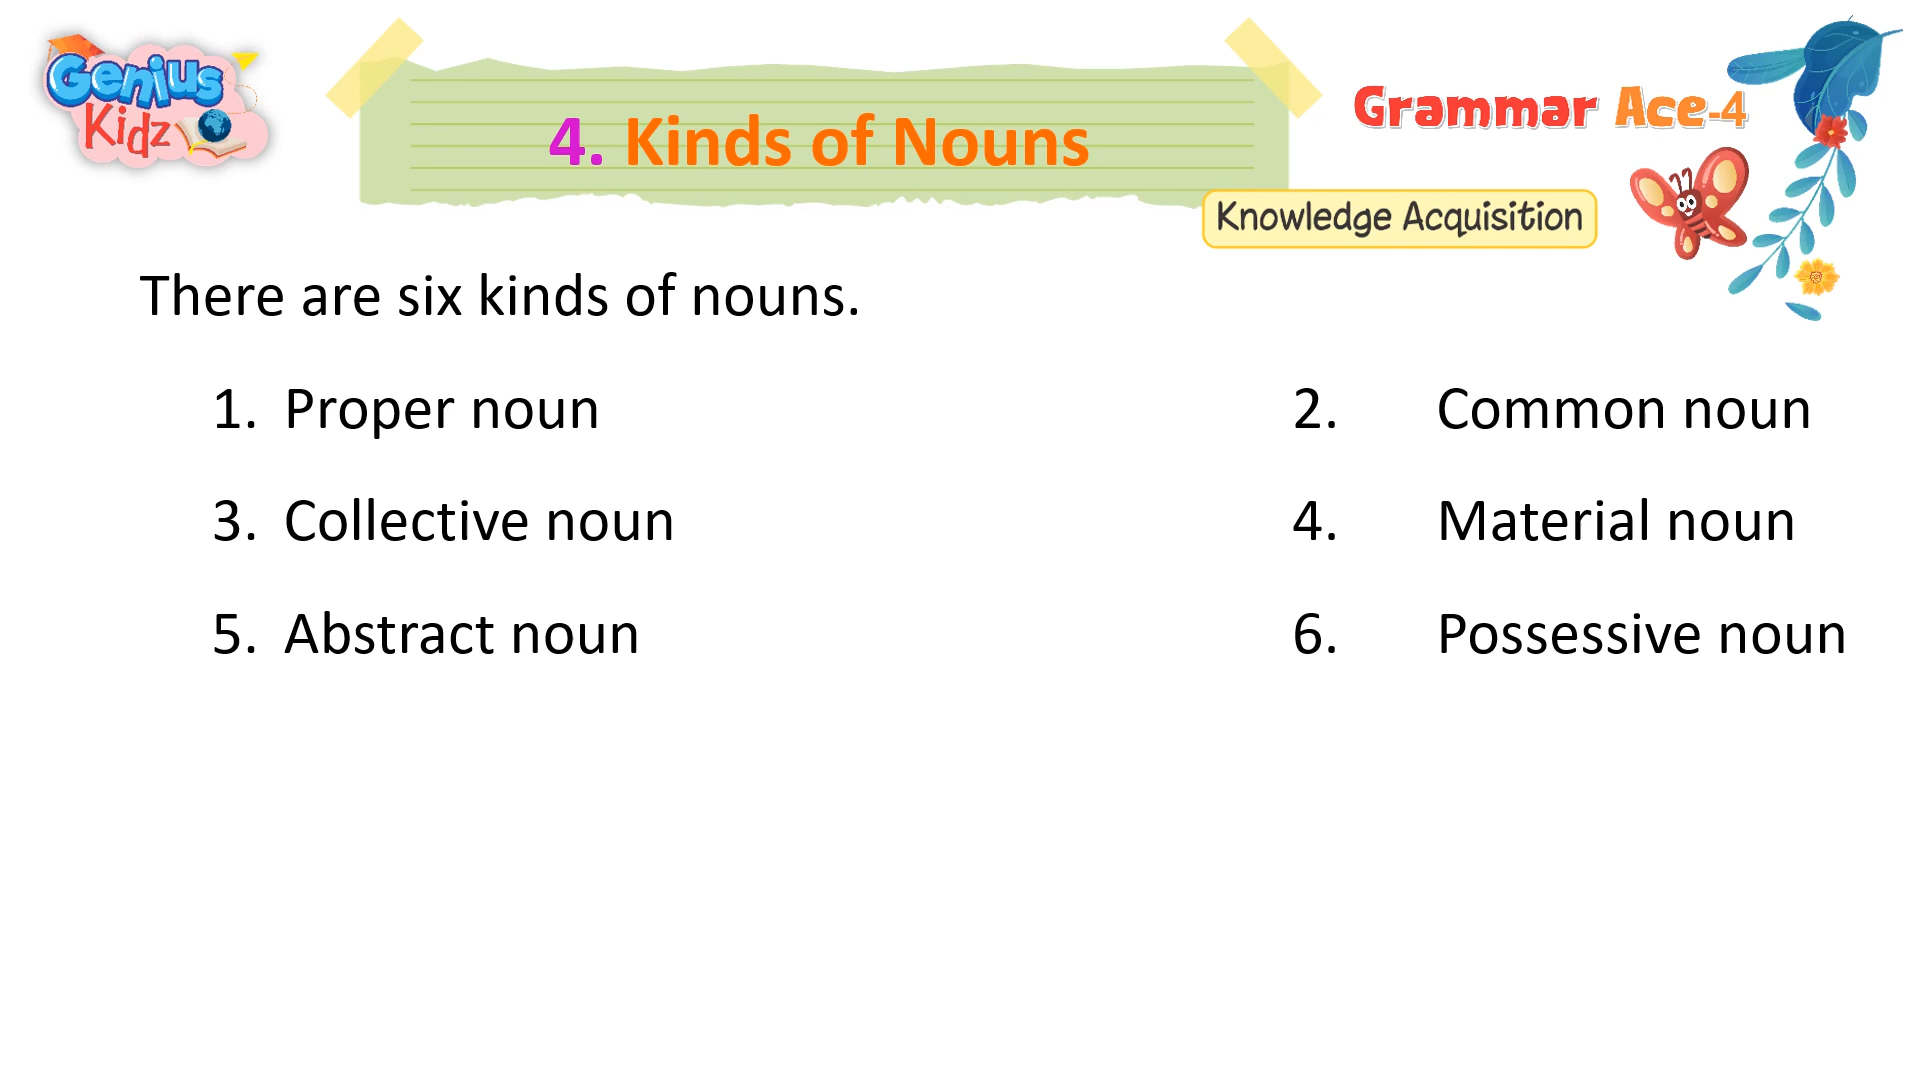 Genius
Kidz
4. Kinds of Nouns
Grammar Ace-4
Knowledge Acquisition
There are six kinds of nouns.
1. Proper noun 2. Common noun
3. Collective noun 4. Material noun
5. Abstract noun 6. Possessive noun